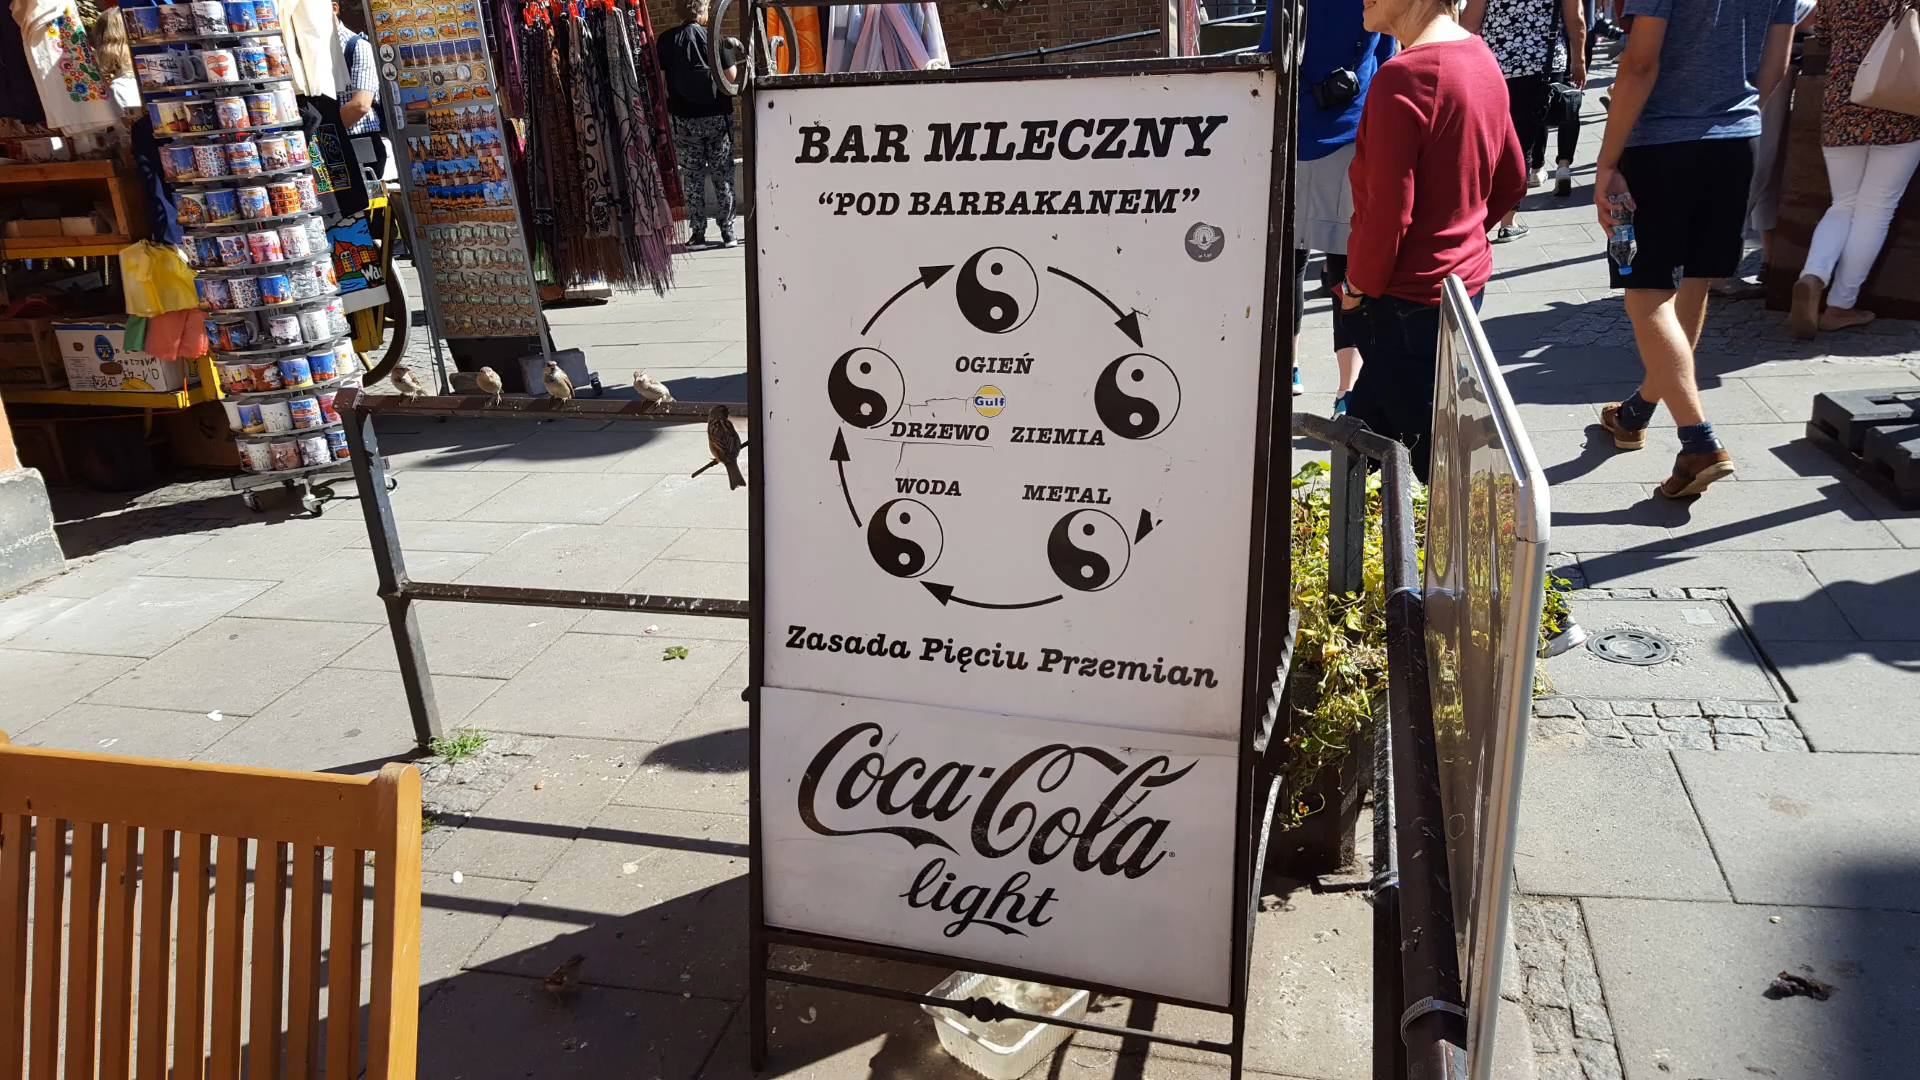 BAR MLECZNY
“POD BARBAKANEM”
OGIEŃ
Gulf
DRZEWO ZIEMIA
WODA METAL
Zasada Pięciu Przemian
Coca-Cola
light